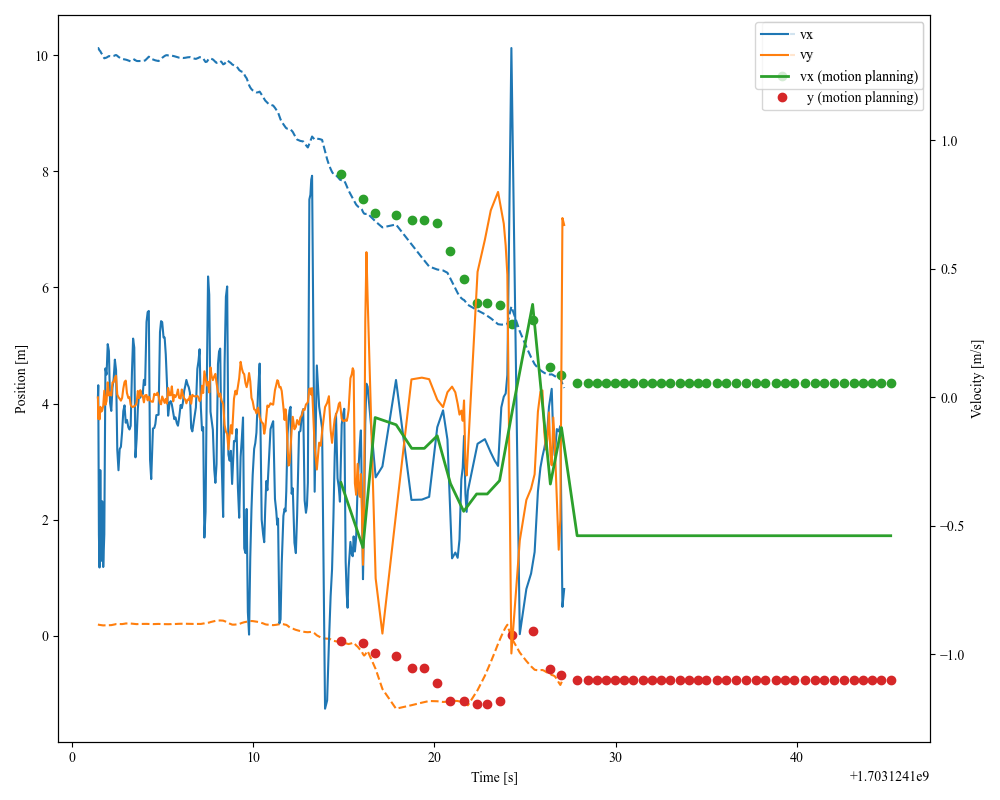 vx
vy
vx (motion planning)
y (motion planning)
10
8
6
4
2
0
Position [m]
1.0
0.5
0.0
−0.5
−1.0
Velocity [m/s]
0
10
20
30
40
Time [s]
+1.7031241e9